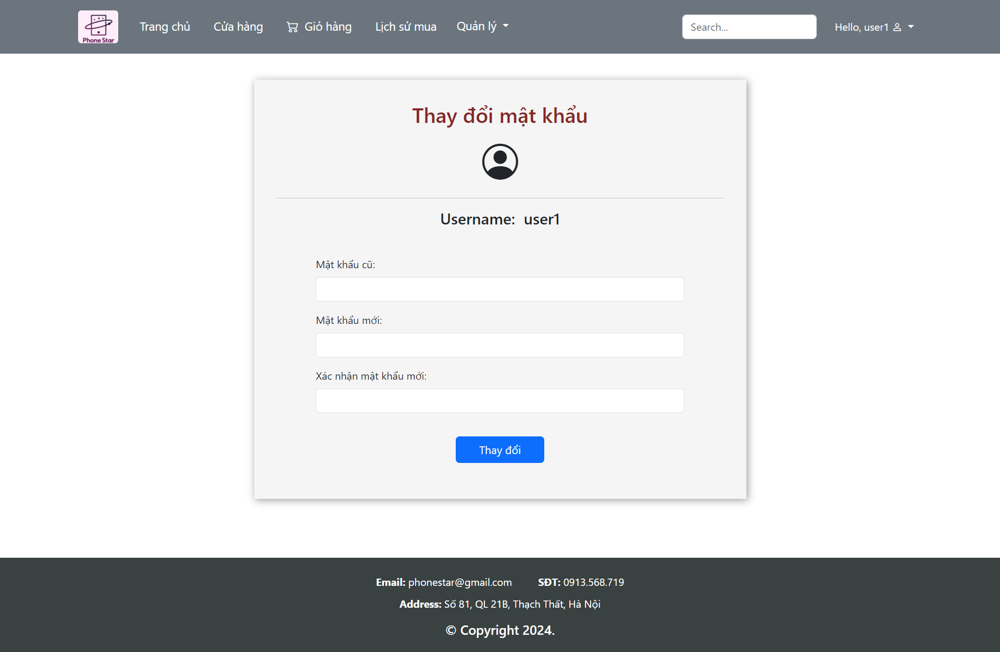 Phone Star
Trang chủ
Cửa hàng
Giỏ hàng
Lịch sử mua
Quản lý
Search...
Hello, user1
Thay đổi mật khẩu
Username: user1
Mật khẩu cũ:
Mật khẩu mới:
Xác nhận mật khẩu mới:
Thay đổi
Email: phonestar@gmail.com SĐT: 0913.568.719
Address: Số 81, QL 21B, Thạch Thất, Hà Nội
© Copyright 2024.